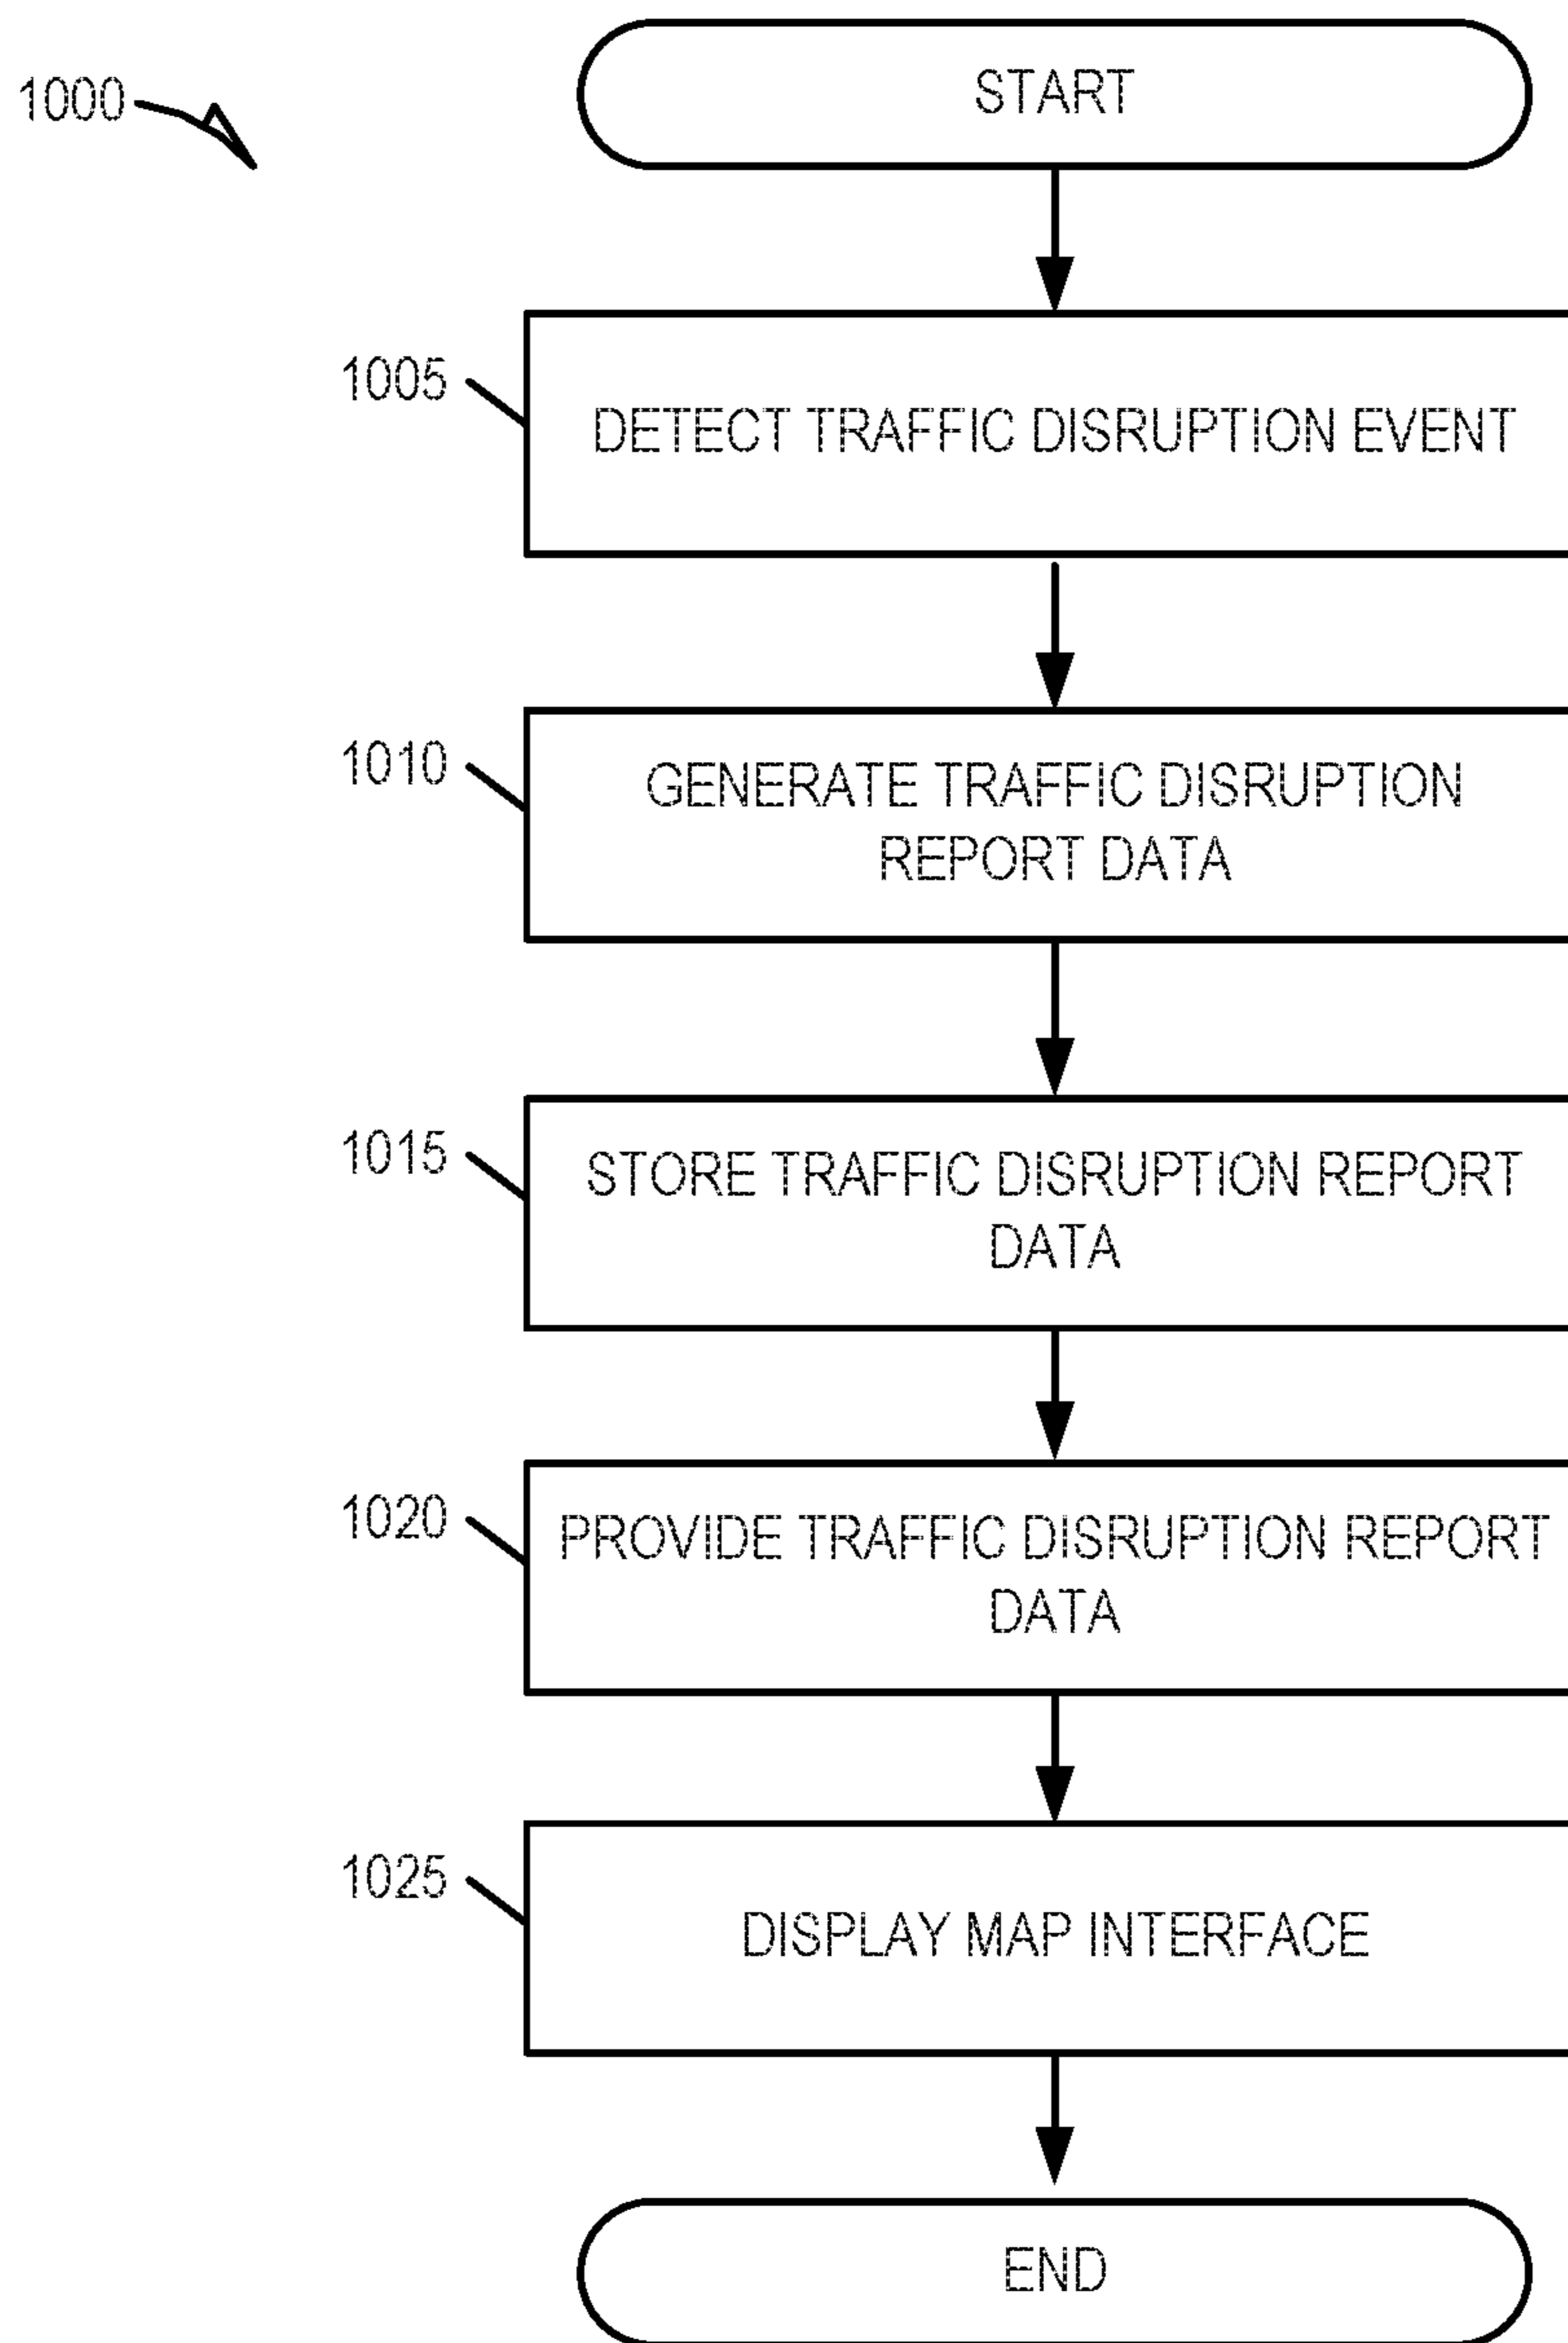 START
1000
1005
DETECT TRAFFIC DISRUPTION EVENT
1010
GENERATE TRAFFIC DISRUPTION
REPORT DATA
1015
STORE TRAFFIC DISRUPTION REPORT
DATA
1020
PROVIDE TRAFFIC DISRUPTION REPORT
DATA
1025
DISPLAY MAP INTERFACE
END